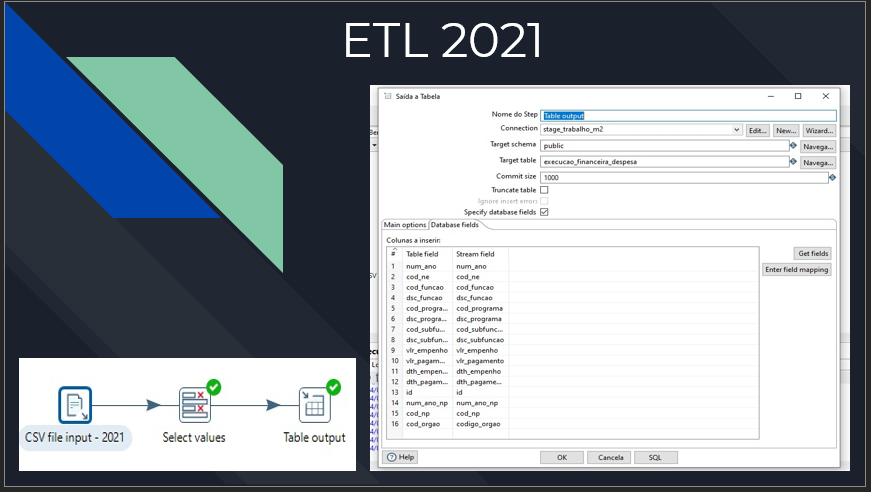 ETL 2021
Saída a Tabela
Nome do Step Table output
Connection stage_trabalho_m2 Edit... New... Wizard...
Target schema public Navega...
Target table execucao_financeira_despesa Navega...
Commit size 1000
Truncate table
Ignore insert errors
Specify database fields
Main options Database fields
Colunas a inserir:
# Table field Stream field Get fields
1 num_ano num_ano Enter field mapping
2 cod_ne cod_ne
3 cod_funcao cod_funcao
4 dsc_funcao dsc_funcao
5 cod_progra... cod_programa
6 dsc_progra... dsc_programa
7 cod_subfu... cod_subfunc...
8 dsc_subfun... dsc_subfuncao
9 vlr_empenho vlr_empenho
10 vlr_pagam... vlr_pagamento
11 dth_empen... dth_empenho
12 dth_pagam... dth_pagame...
13 id id
14 num_ano_np num_ano_np
15 cod_np cod_np
16 cod_orgao codigo_orgao
Help OK Cancela SQL
CSV file input - 2021 Select values Table output